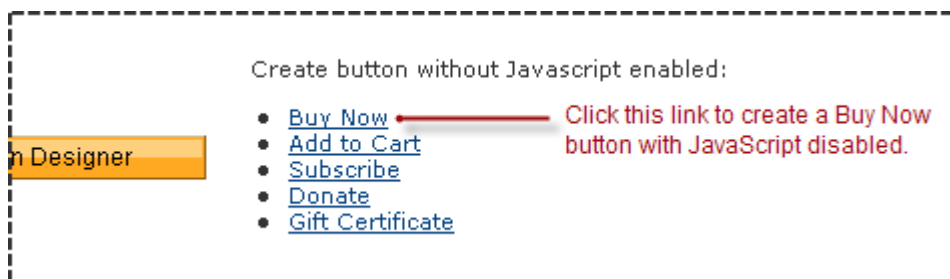 Create button without Javascript enabled:
Buy Now
Click this link to create a Buy Now
button with JavaScript disabled.
Add to Cart
Subscribe
Donate
Gift Certificate
Designer